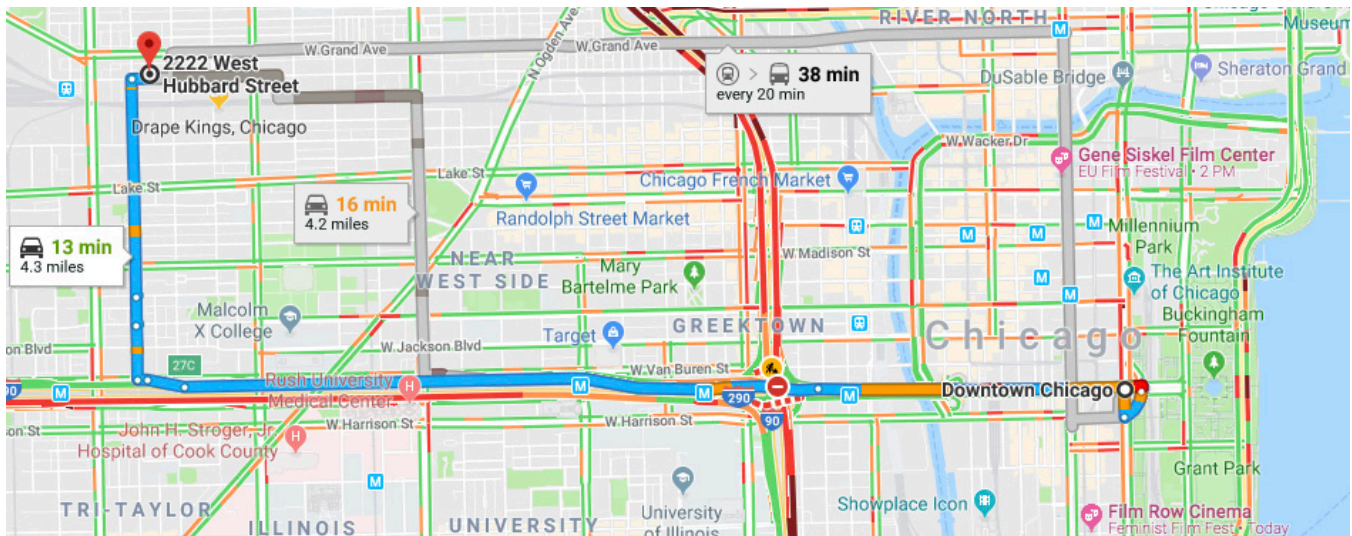 RIVER NORTH
Museum
W. Grand Ave
W. Grand Ave
N. Ogden Ave.
2222 West
Hubbard Street
38 min
every 20 min
DuSable Bridge
Sheraton Grand
Drape Kings, Chicago
W. Wacker Dr
Gene Siskel Film Center
EU Film Festival • 2 PM
Lake St
Lake St
Chicago French Market
16 min
4.2 miles
Randolph Street Market
Millennium
Park
13 min
4.3 miles
W. Madison St
NEAR
WEST SIDE
Mary
Bartelme Park
The Art Institute
of Chicago
Malcolm
X College
Buckingham
Fountain
Target
GREEKTOWN
Chicago
on Blvd
W. Jackson Blvd
27C
W. Van Buren St
Rush University
Medical Center
290
Downtown Chicago
90
on St
W. Harrison St
W. Harrison St
John H. Stroger, Jr.
Hospital of Cook County
Grant Park
TRI-TAYLOR
ILLINOIS
UNIVERSITY
University
of Illinois
Showplace Icon
Film Row Cinema
Feminist Film Fest • Today